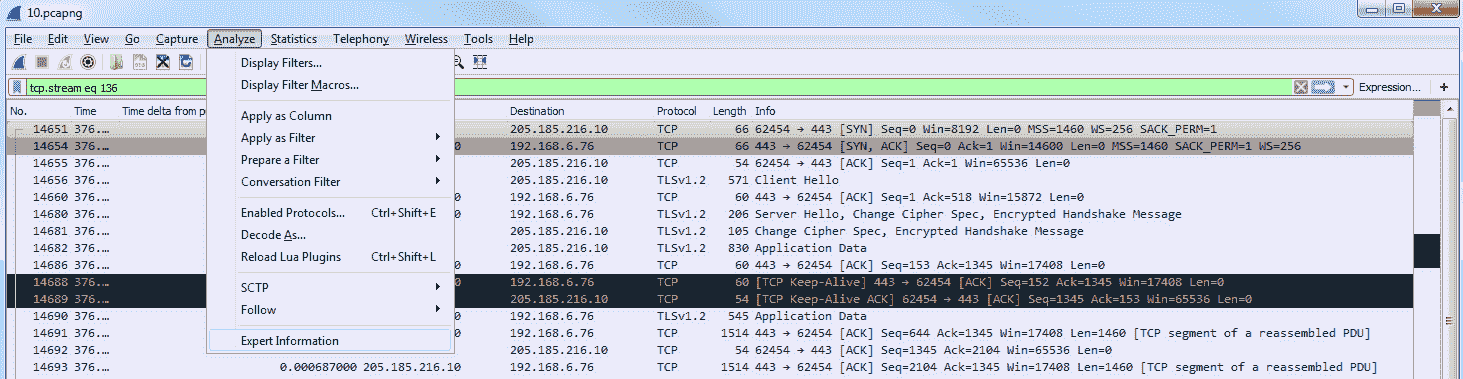 10.pcapng
File Edit View Go Capture Analyze Statistics Telephony Wireless Tools Help
tcp.stream eq 136
Expression... +
Display Filters...
Display Filter Macros...
Apply as Column
Apply as Filter
Prepare a Filter
Conversation Filter
Enabled Protocols... Ctrl+Shift+E
Decode As...
Reload Lua Plugins Ctrl+Shift+L
SCTP
Follow
Expert Information
No. Time Time delta from Destination Protocol Length Info
14651 376.... 205.185.216.10 TCP 66 62454 → 443 [SYN] Seq=0 Win=8192 Len=0 MSS=1460 WS=256 SACK_PERM=1
14654 376.... 0 192.168.6.76 TCP 66 443 → 62454 [SYN, ACK] Seq=0 Ack=1 Win=14600 Len=0 MSS=1460 SACK_PERM=1 WS=256
14655 376.... 205.185.216.10 TCP 54 62454 → 443 [ACK] Seq=1 Ack=1 Win=65536 Len=0
14656 376.... 205.185.216.10 TLSv1.2 571 Client Hello
14660 376.... 0 192.168.6.76 TCP 60 443 → 62454 [ACK] Seq=1 Ack=518 Win=15872 Len=0
14680 376.... 0 192.168.6.76 TLSv1.2 206 Server Hello, Change Cipher Spec, Encrypted Handshake Message
14681 376.... 205.185.216.10 TLSv1.2 105 Change Cipher Spec, Encrypted Handshake Message
14682 376.... 205.185.216.10 TLSv1.2 830 Application Data
14686 376.... 0 192.168.6.76 TCP 60 443 → 62454 [ACK] Seq=153 Ack=1345 Win=17408 Len=0
14688 376.... 0 192.168.6.76 TCP 60 [TCP Keep-Alive] 443 → 62454 [ACK] Seq=152 Ack=1345 Win=17408 Len=0
14689 376.... 205.185.216.10 TCP 54 [TCP Keep-Alive ACK] 62454 → 443 [ACK] Seq=1345 Ack=153 Win=65536 Len=0
14690 376.... 0 192.168.6.76 TLSv1.2 545 Application Data
14691 376.... 0 192.168.6.76 TCP 1514 443 → 62454 [ACK] Seq=644 Ack=1345 Win=17408 Len=1460 [TCP segment of a reassembled PDU]
14692 376.... 205.185.216.10 TCP 54 62454 → 443 [ACK] Seq=1345 Ack=2104 Win=65536 Len=0
14693 376.... 0.000687000 205.185.216.10 192.168.6.76 TCP 1514 443 → 62454 [ACK] Seq=2104 Ack=1345 Win=17408 Len=1460 [TCP segment of a reassembled PDU]